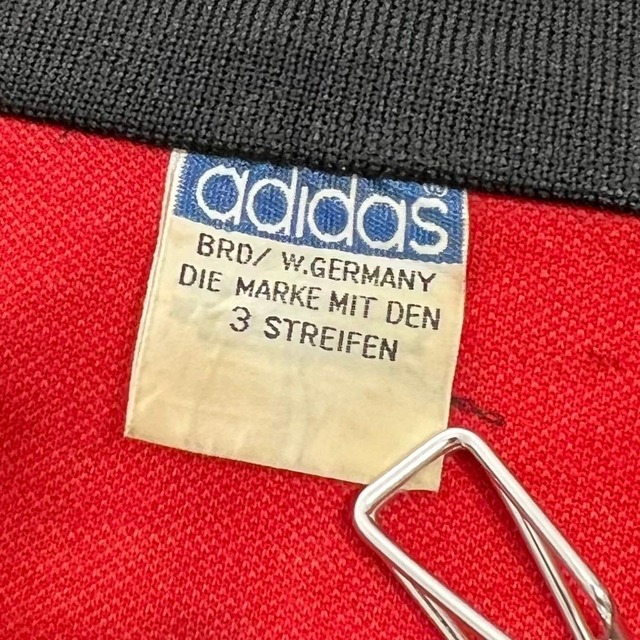 adidas®
BRD/ W.GERMANY
DIE MARKE MIT DEN
3 STREIFEN